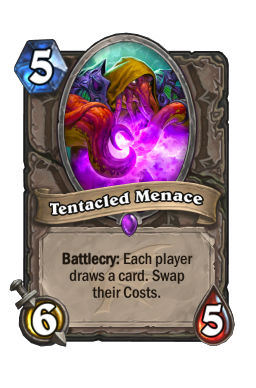 5
Tentacled Menace
Battlecry: Each player
draws a card. Swap
their Costs.
6 5